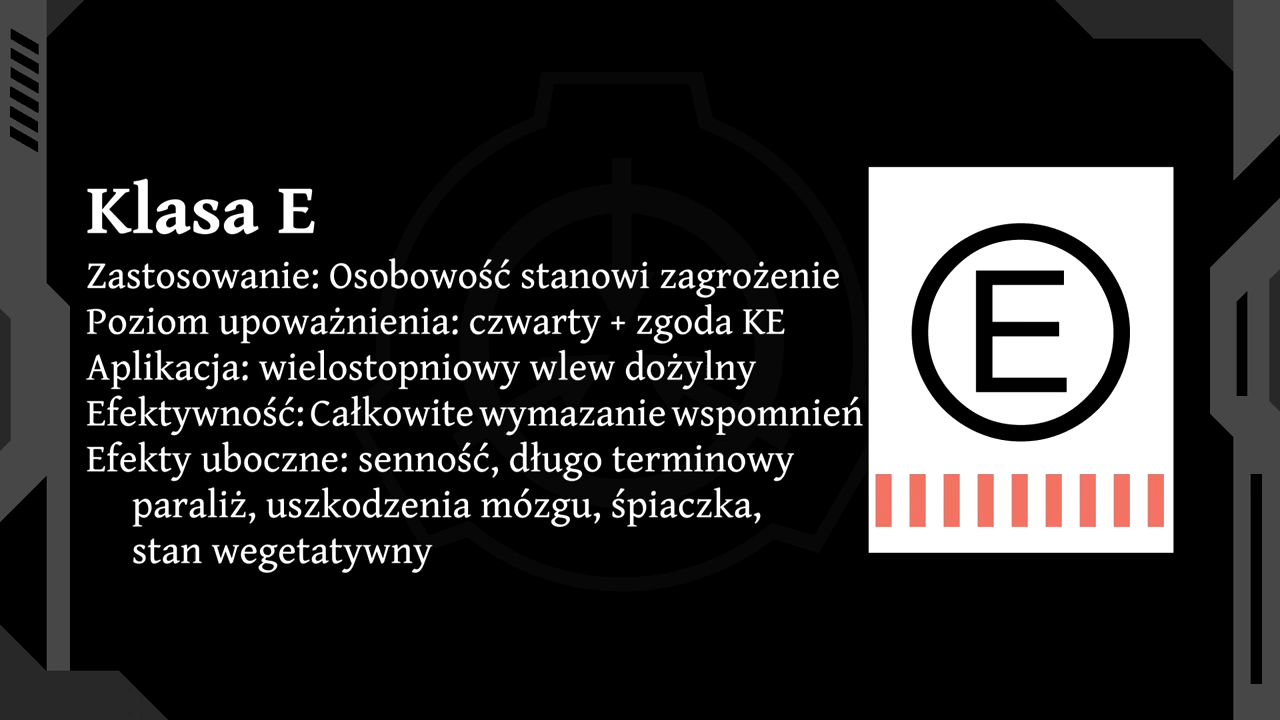 Klasa E
Zastosowanie: Osobowość stanowi zagrożenie
Poziom upoważnienia: czwarty + zgoda KE
Aplikacja: wielostopniowy wlew dożylny
Efektywność: Całkowite wymazanie wspomnień
Efekty uboczne: senność, długo terminowy
paraliż, uszkodzenia mózgu, śpiaczka,
stan wegetatywny
E